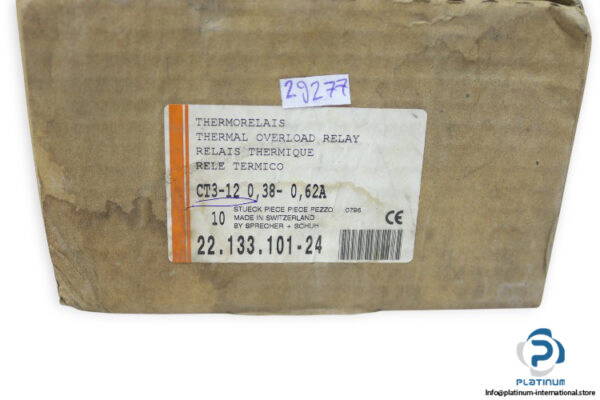 29277
THERMORELAIS
THERMAL OVERLOAD RELAY
RELAIS THERMIQUE
RELE TERMICO
CT3-12 0,38- 0,62A
10 STUECK PIECE PIECE PEZZO 0796
MADE IN SWITZERLAND
BY SPRECHER + SCHUH
CE
22.133.101-24
PLATINUM
info@platinum-international.store